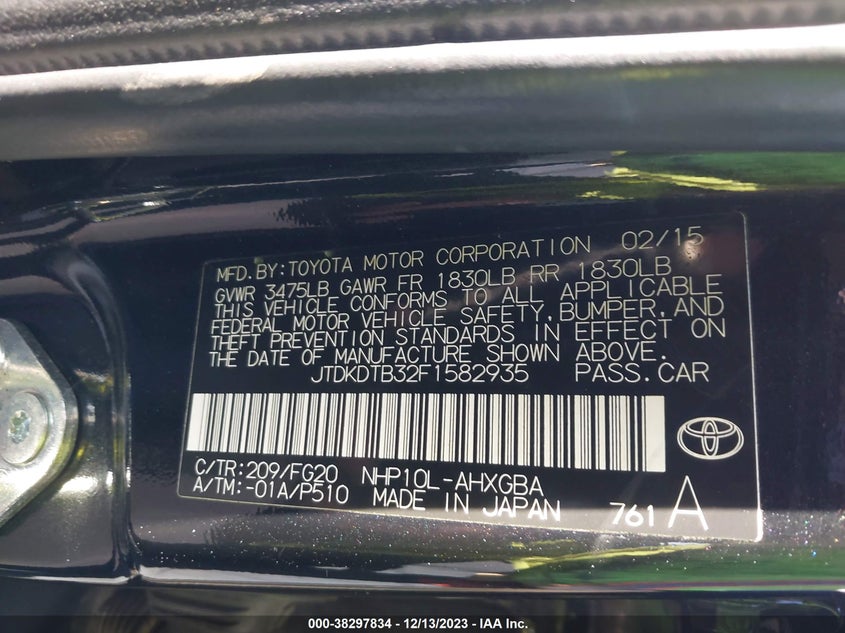 MFD.BY:TOYOTA MOTOR CORPORATION 02/15
GVWR 3475LB GAWR FR 1830LB RR 1830LB
THIS VEHICLE CONFORMS TO ALL APPLICABLE
FEDERAL MOTOR VEHICLE SAFETY, BUMPER, AND
THEFT PREVENTION STANDARDS IN EFFECT ON
THE DATE OF MANUFACTURE SHOWN ABOVE.
JTDKDTB32F1582935 PASS.CAR
C/TR:209/FG20 NHP10L-AHXGBA
A/TM:-01A/P510 MADE IN JAPAN 761 A
000-38297834 - 12/13/2023 - IAA Inc.